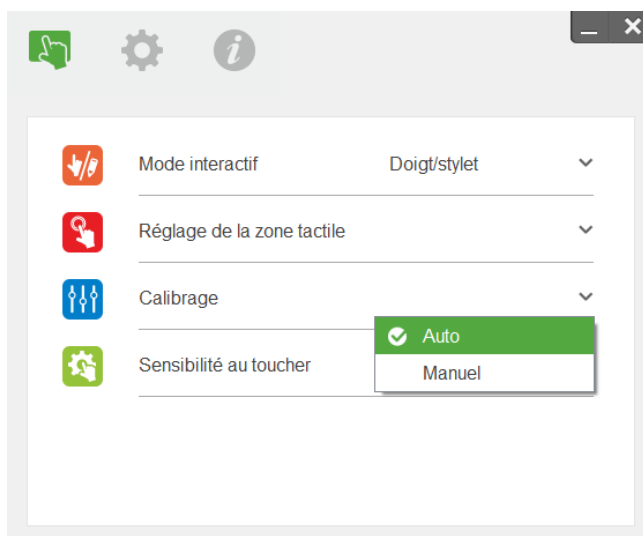 Mode interactif Doigt/stylet
Réglage de la zone tactile
Calibrage
Auto
Sensibilité au toucher
Manuel